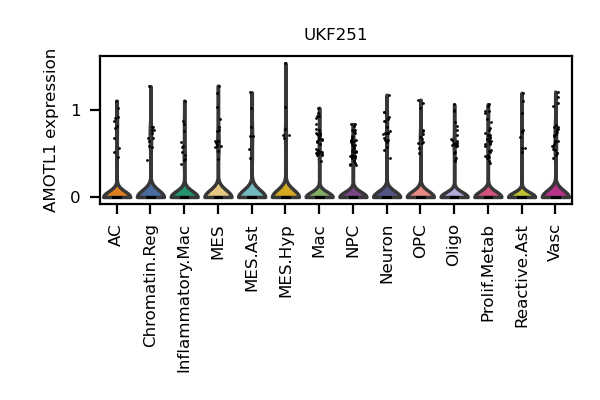 UKF251
AMOTL1 expression
1
0
AC
Chromatin.Reg
Inflammatory.Mac
MES
MES.Ast
MES.Hyp
Mac
NPC
Neuron
OPC
Oligo
Prolif.Metab
Reactive.Ast
Vasc